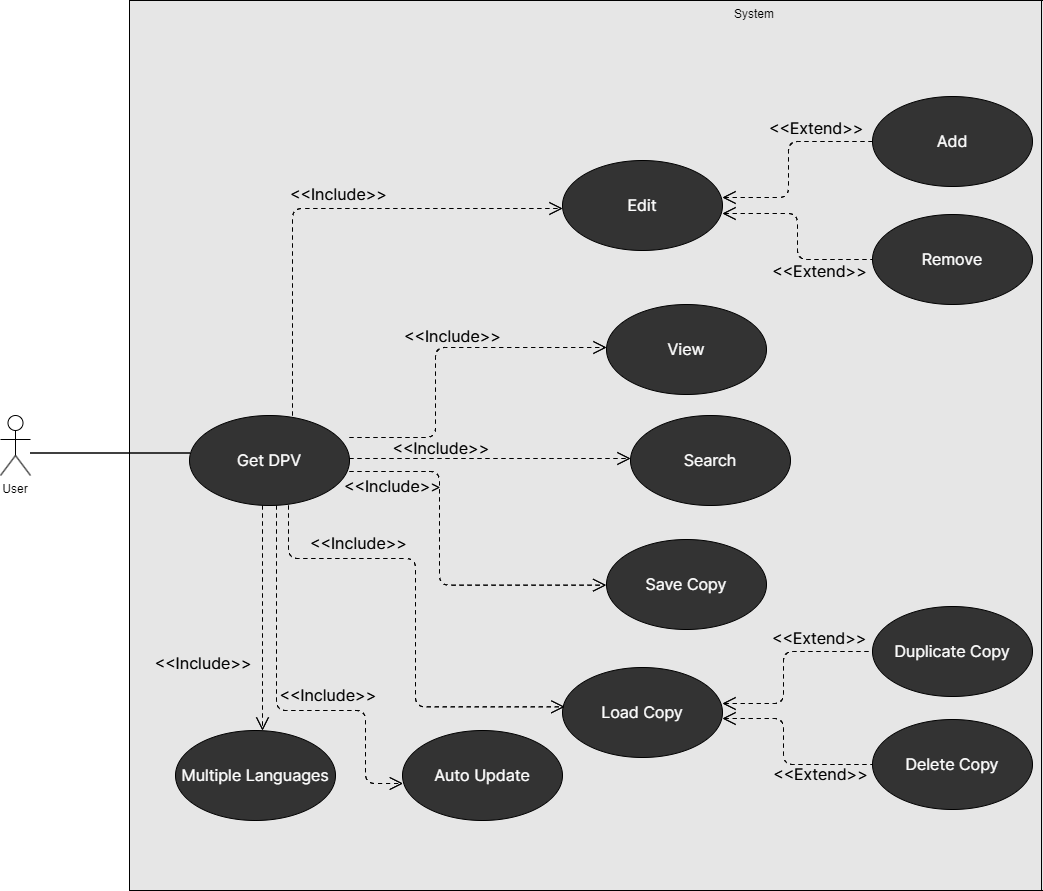 System
<<Extend>>
Add
<<Include>>
Edit
Remove
<<Extend>>
<<Include>>
View
<<Include>>
Get DPV
Search
<<Include>>
User
<<Include>>
Save Copy
<<Extend>>
Duplicate Copy
<<Include>>
<<Include>>
Load Copy
Multiple Languages
Auto Update
Delete Copy
<<Extend>>